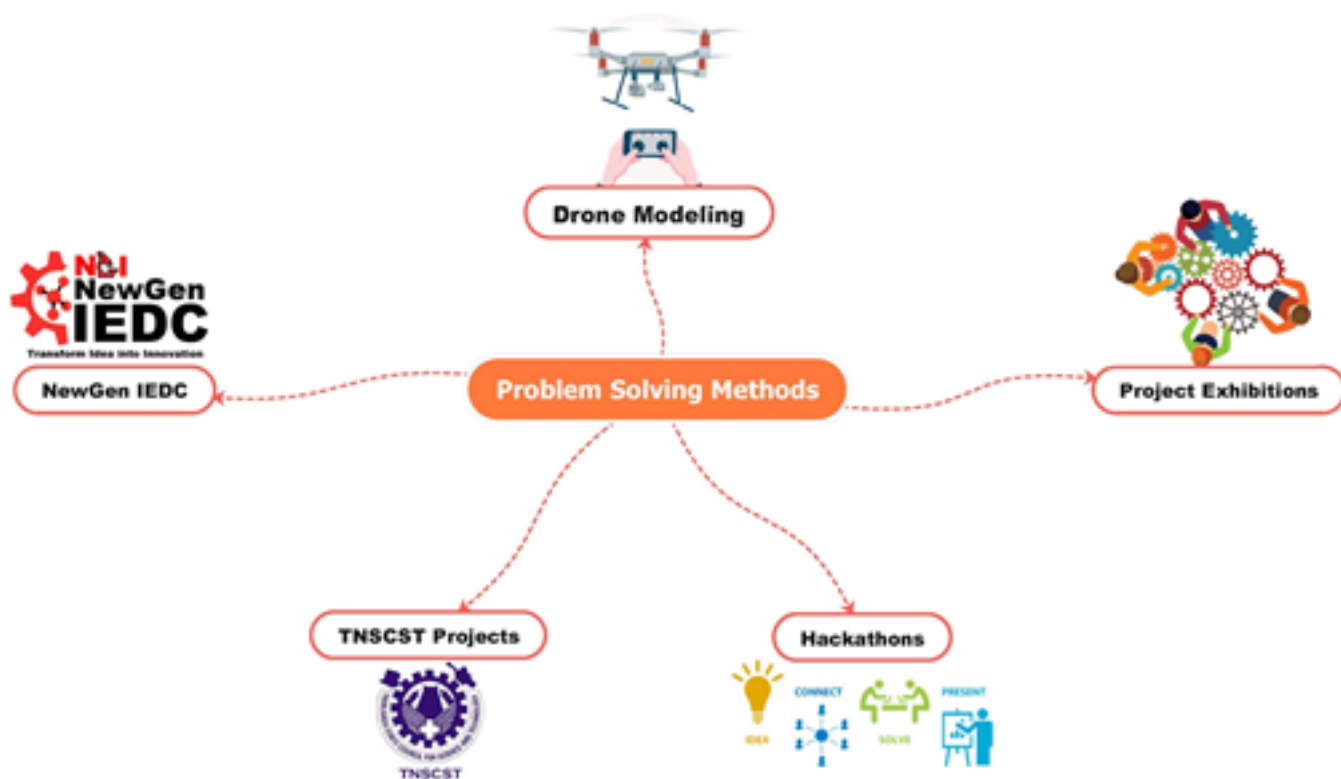 Drone Modeling
NewGen
IEDC
Transform Idea into Innovation
NewGen IEDC
Problem Solving Methods
Project Exhibitions
TNSCST Projects
TNSCST
Hackathons
IDEA
CONNECT
SOLVE
PRESENT